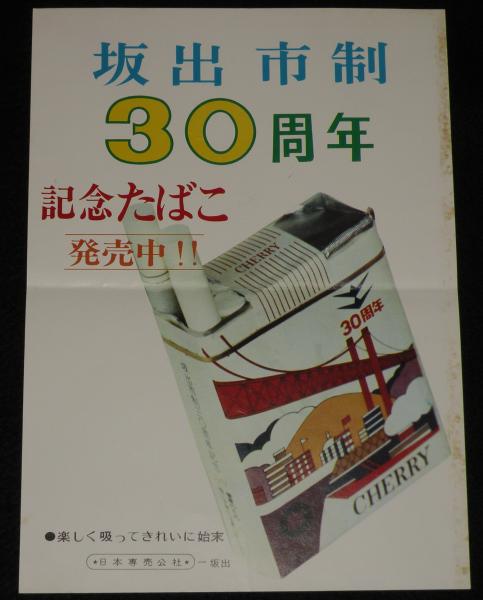 坂出市制
30周年
記念たばこ
発売中!!
CHERRY
30周年
CHERRY
●楽しく吸ってきれいに始末
★日本専売公社★ 一坂出